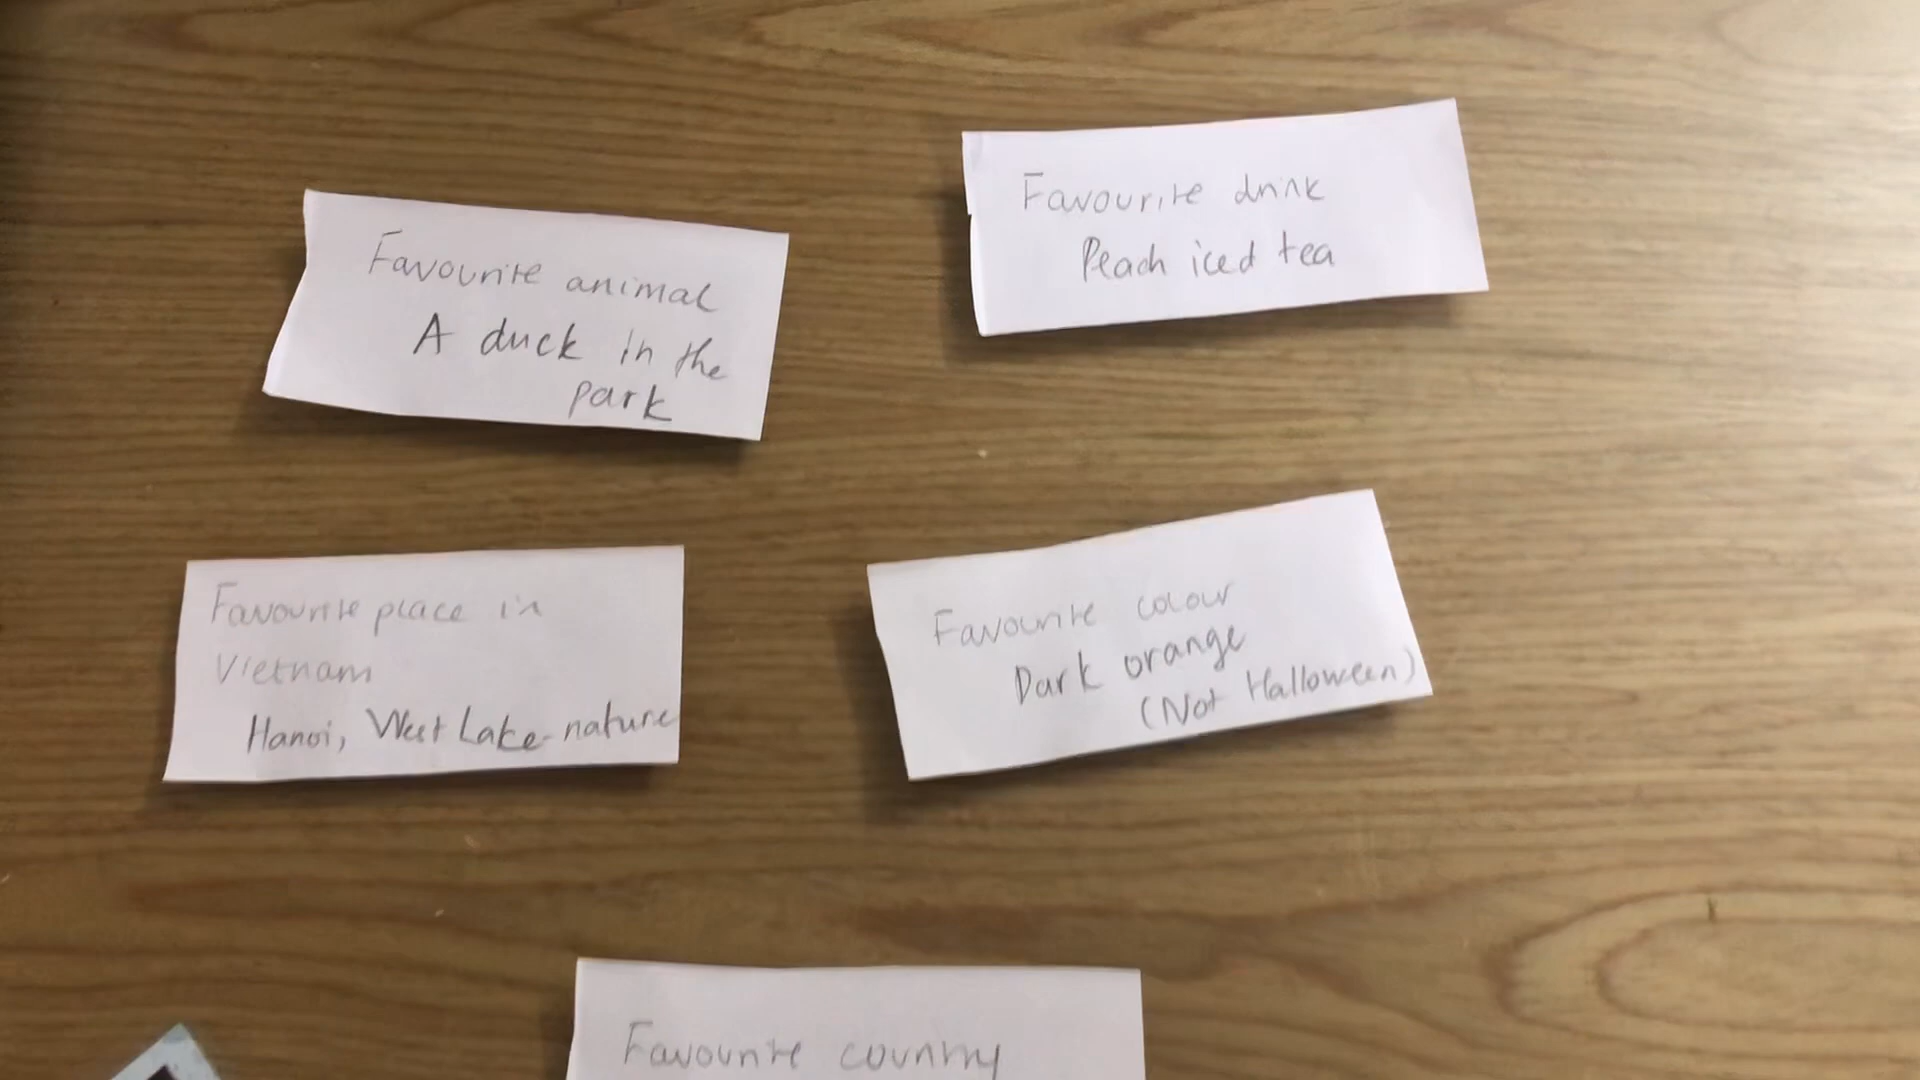 Favourite drink
Peach iced tea
Favourite animal
A duck in the
park
Favourite place in
Vietnam
Hanoi, West Lake-nature
Favourite colour
Dark orange
(Not Halloween)
Favourite country